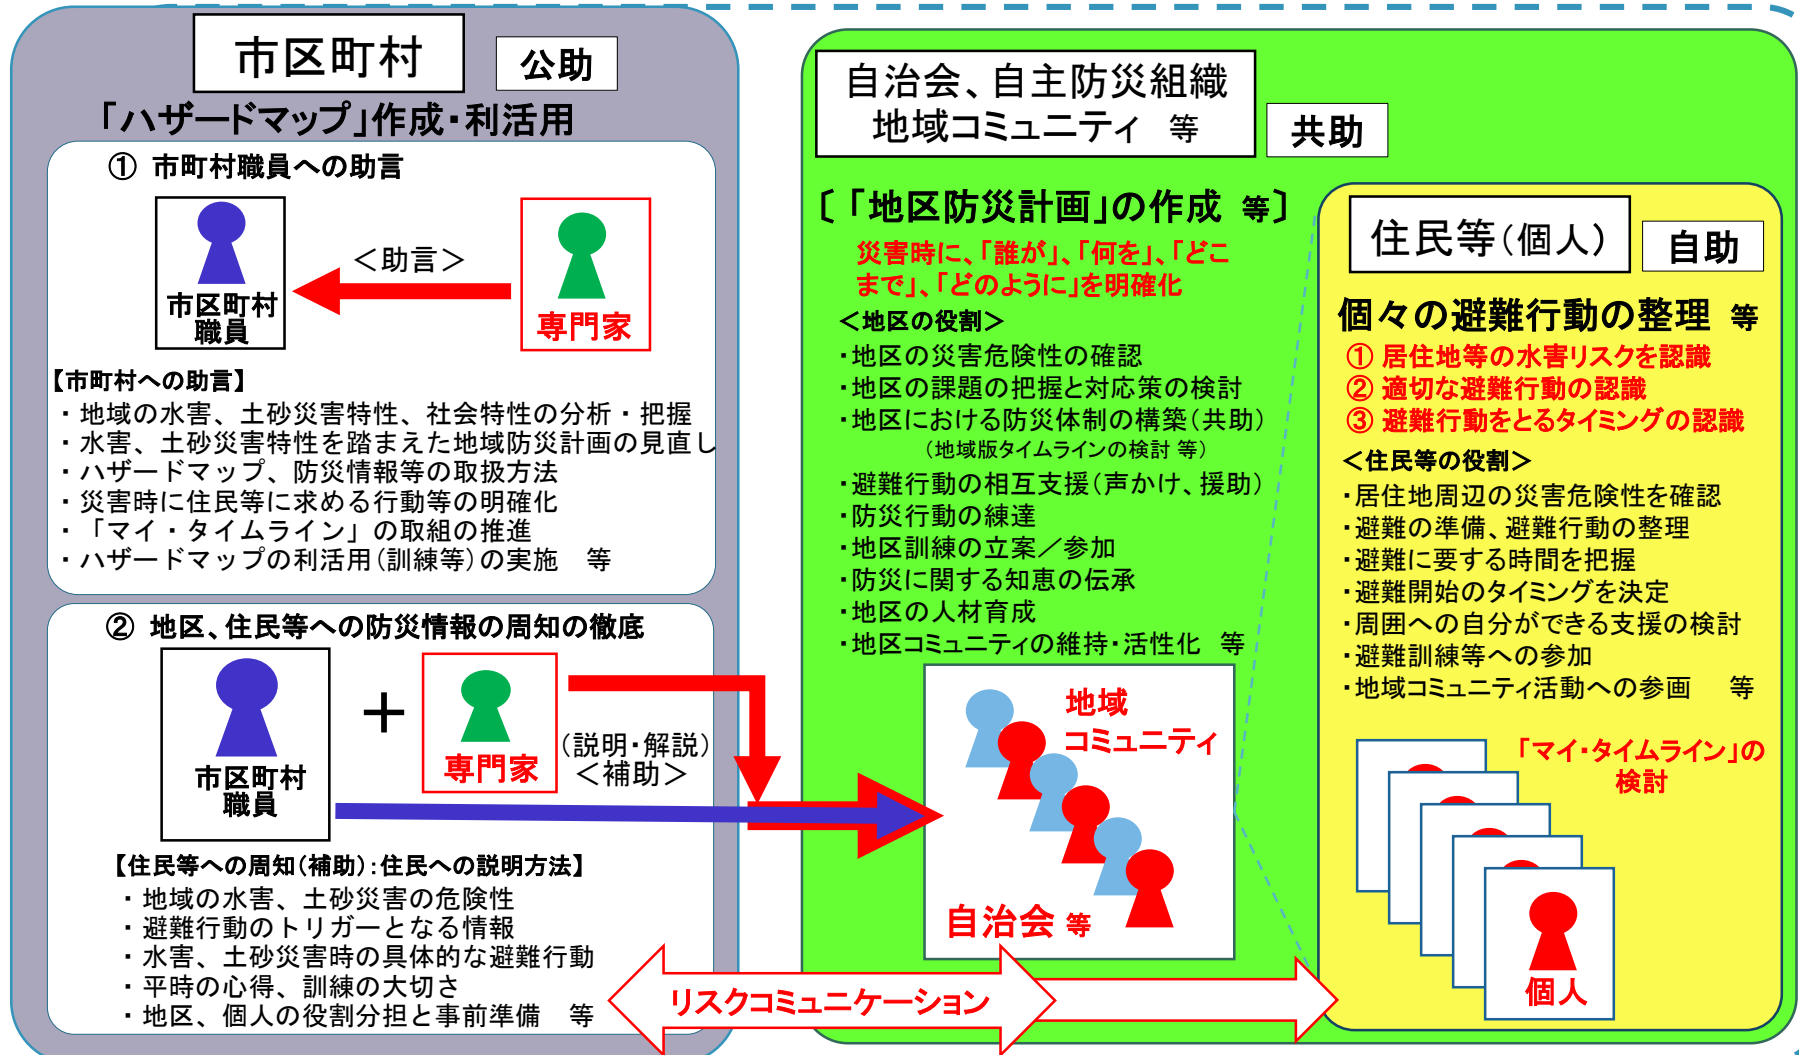 市区町村
公助
「ハザードマップ」作成・利活用
① 市町村職員への助言
＜助言＞
市区町村
職員
専門家
【市町村への助言】
・地域の水害、土砂災害特性、社会特性の分析・把握
・水害、土砂災害特性を踏まえた地域防災計画の見直し
・ハザードマップ、防災情報等の取扱方法
・災害時に住民等に求める行動等の明確化
・「マイ・タイムライン」の取組の推進
・ハザードマップの利活用（訓練等）の実施　等
② 地区、住民等への防災情報の周知の徹底
市区町村
職員
＋
専門家
（説明・解説）
＜補助＞
【住民等への周知（補助）：住民への説明方法】
・地域の水害、土砂災害の危険性
・避難行動のトリガーとなる情報
・水害、土砂災害時の具体的な避難行動
・平時の心得、訓練の大切さ
・地区、個人の役割分担と事前準備　等
リスクコミュニケーション
自治会、自主防災組織
地域コミュニティ　等
共助
〔「地区防災計画」の作成 等〕
災害時に、「誰が」、「何を」、「どこ
まで」、「どのように」を明確化
＜地区の役割＞
・地区の災害危険性の確認
・地区の課題の把握と対応策の検討
・地区における防災体制の構築（共助）
（地域版タイムラインの検討 等）
・避難行動の相互支援（声かけ、援助）
・防災行動の練達
・地区訓練の立案／参加
・防災に関する知恵の伝承
・地区の人材育成
・地区コミュニティの維持・活性化　等
地域
コミュニティ
自治会 等
住民等（個人）
自助
個々の避難行動の整理 等
① 居住地等の水害リスクを認識
② 適切な避難行動の認識
③ 避難行動をとるタイミングの認識
＜住民等の役割＞
・居住地周辺の災害危険性を確認
・避難の準備、避難行動の整理
・避難に要する時間を把握
・避難開始のタイミングを決定
・周囲への自分ができる支援の検討
・避難訓練等への参加
・地域コミュニティ活動への参画　等
「マイ・タイムライン」の
検討
個人